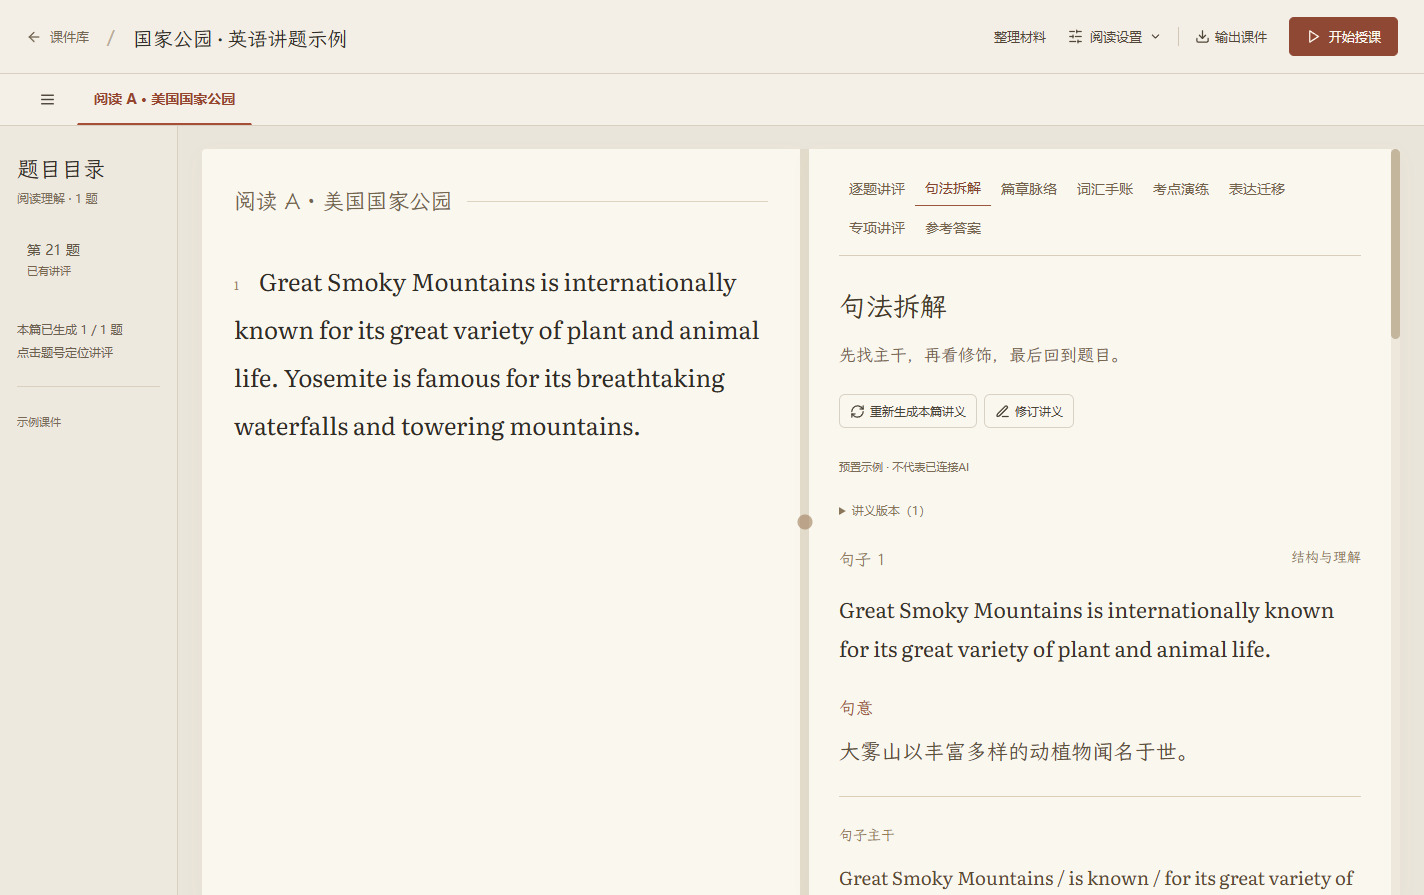 课件库 / 国家公园 · 英语讲题示例
整理材料 阅读设置 输出课件 开始授课
阅读 A • 美国国家公园
题目目录
阅读理解 · 1 题
第 21 题
已有讲评
本篇已生成 1 / 1 题
点击题号定位讲评
示例课件
阅读 A • 美国国家公园
1 Great Smoky Mountains is internationally
known for its great variety of plant and animal
life. Yosemite is famous for its breathtaking
waterfalls and towering mountains.
逐题讲评 句法拆解 篇章脉络 词汇手账 考点演练 表达迁移
专项讲评 参考答案
句法拆解
先找主干，再看修饰，最后回到题目。
重新生成本篇讲义 修订讲义
预置示例 · 不代表已连接AI
讲义版本（1）
句子 1 结构与理解
Great Smoky Mountains is internationally known
for its great variety of plant and animal life.
句意
大雾山以丰富多样的动植物闻名于世。
句子主干
Great Smoky Mountains / is known / for its great variety of